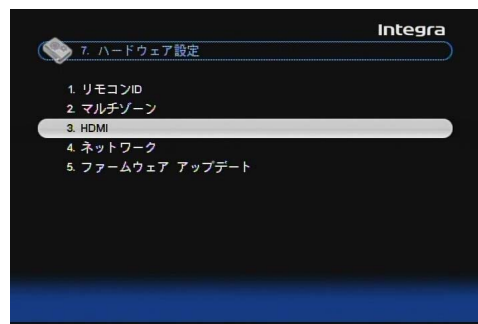 Integra
7. ハードウェア設定
1. リモコンID
2. マルチゾーン
3. HDMI
4. ネットワーク
5. ファームウェア アップデート